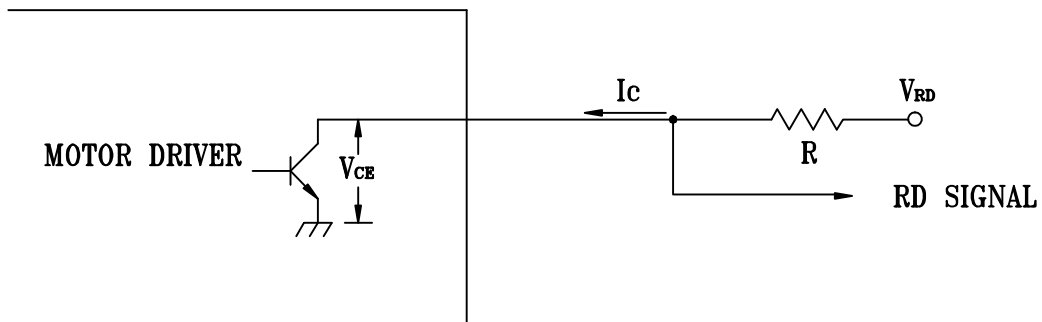 Ic
VRD
MOTOR DRIVER
VCE
R
RD SIGNAL